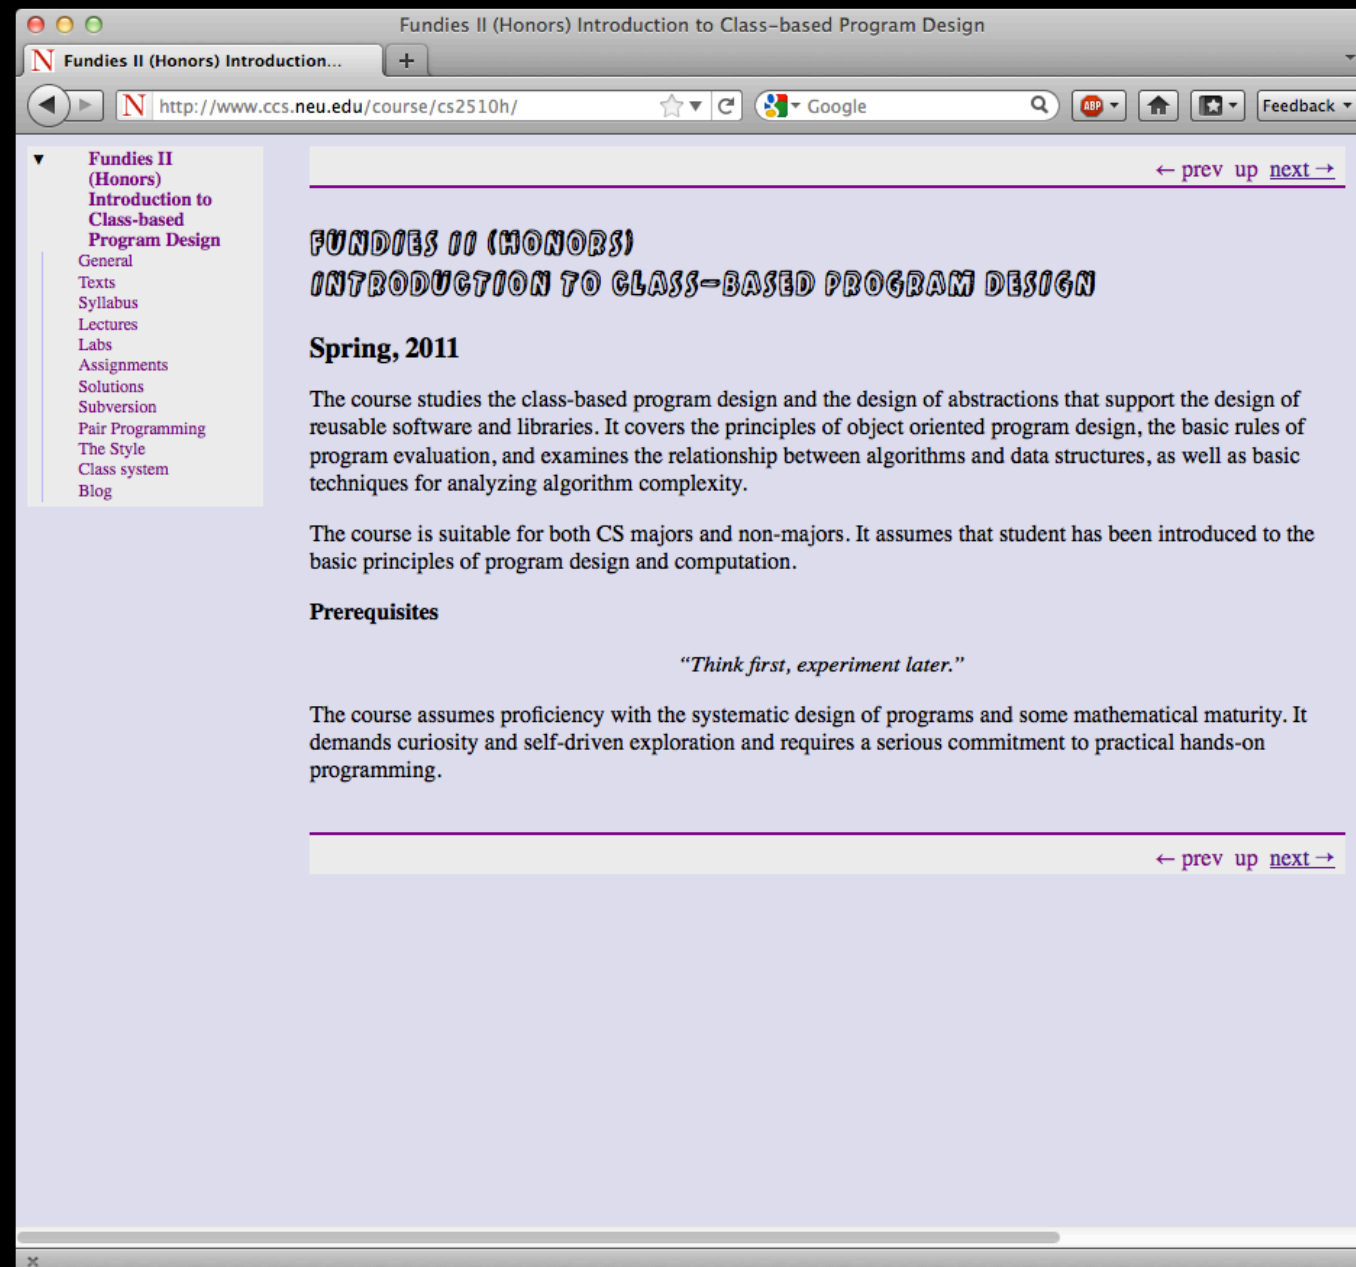 Fundies II (Honors) Introduction to Class-based Program Design
N Fundies II (Honors) Introduction... +
N http://www.ccs.neu.edu/course/cs2510h/ Google ABP Feedback
Fundies II
(Honors)
Introduction to
Class-based
Program Design
General
Texts
Syllabus
Lectures
Labs
Assignments
Solutions
Subversion
Pair Programming
The Style
Class system
Blog
← prev up next →
FUNDIES II (HONORS)
INTRODUCTION TO CLASS-BASED PROGRAM DESIGN
Spring, 2011
The course studies the class-based program design and the design of abstractions that support the design of
reusable software and libraries. It covers the principles of object oriented program design, the basic rules of
program evaluation, and examines the relationship between algorithms and data structures, as well as basic
techniques for analyzing algorithm complexity.
The course is suitable for both CS majors and non-majors. It assumes that student has been introduced to the
basic principles of program design and computation.
Prerequisites
“Think first, experiment later.”
The course assumes proficiency with the systematic design of programs and some mathematical maturity. It
demands curiosity and self-driven exploration and requires a serious commitment to practical hands-on
programming.
← prev up next →